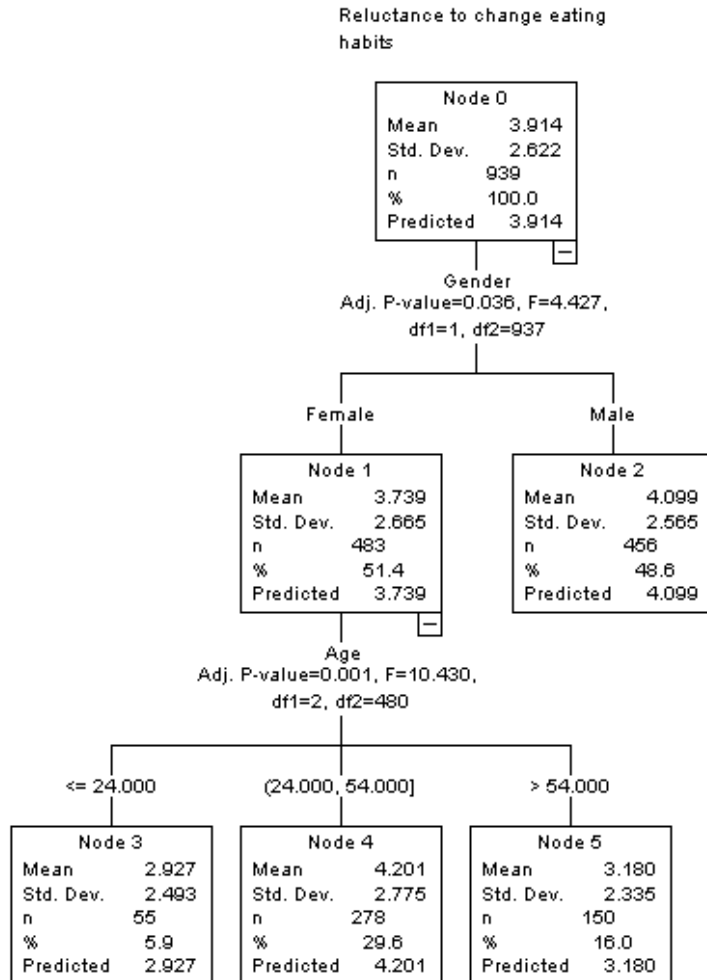 Reluctance to change eating
habits
Node 0
Mean 3.914
Std. Dev. 2.622
n 939
% 100.0
Predicted 3.914
Gender
Adj. P-value=0.036, F=4.427,
df1=1, df2=937
Female
Male
Node 1
Mean 3.739
Std. Dev. 2.665
n 483
% 51.4
Predicted 3.739
Node 2
Mean 4.099
Std. Dev. 2.565
n 456
% 48.6
Predicted 4.099
Age
Adj. P-value=0.001, F=10.430,
df1=2, df2=480
<= 24.000
(24.000, 54.000]
> 54.000
Node 3
Mean 2.927
Std. Dev. 2.493
n 55
% 5.9
Predicted 2.927
Node 4
Mean 4.201
Std. Dev. 2.775
n 278
% 29.6
Predicted 4.201
Node 5
Mean 3.180
Std. Dev. 2.335
n 150
% 16.0
Predicted 3.180